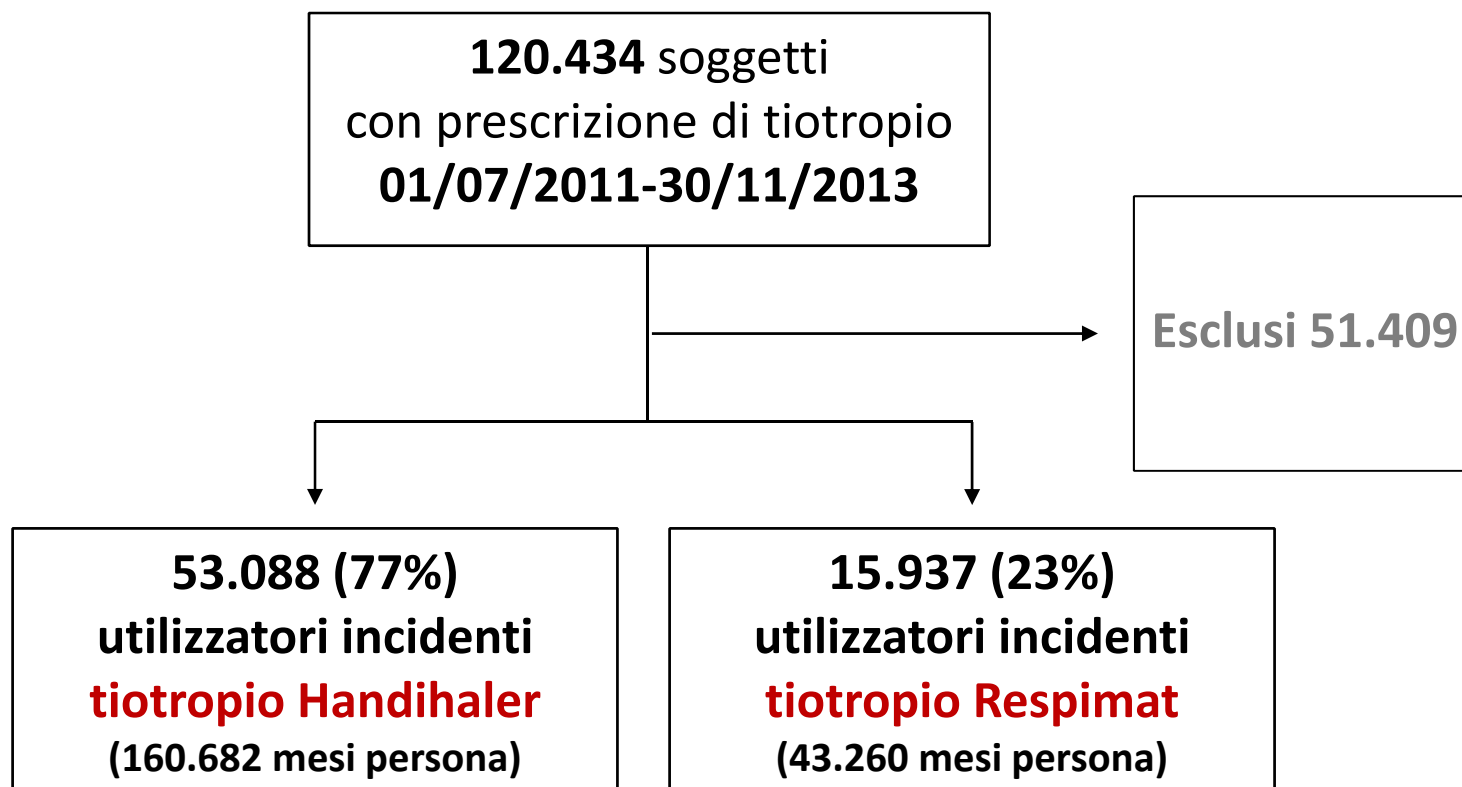 120.434 soggetti
con prescrizione di tiotropio
01/07/2011-30/11/2013
Esclusi 51.409
53.088 (77%)
utilizzatori incidenti
tiotropio Handihaler
(160.682 mesi persona)
15.937 (23%)
utilizzatori incidenti
tiotropio Respimat
(43.260 mesi persona)